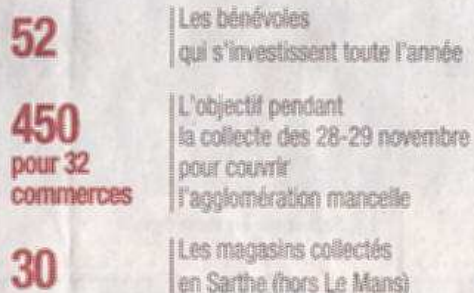 52
Les bénévoles
qui s'investissent toute l'année
450
pour 32
commerces
L'objectif pendant
la collecte des 28-29 novembre
pour couvrir
l'agglomération mancelle
30
Les magasins collectés
en Sarthe (hors Le Mans)